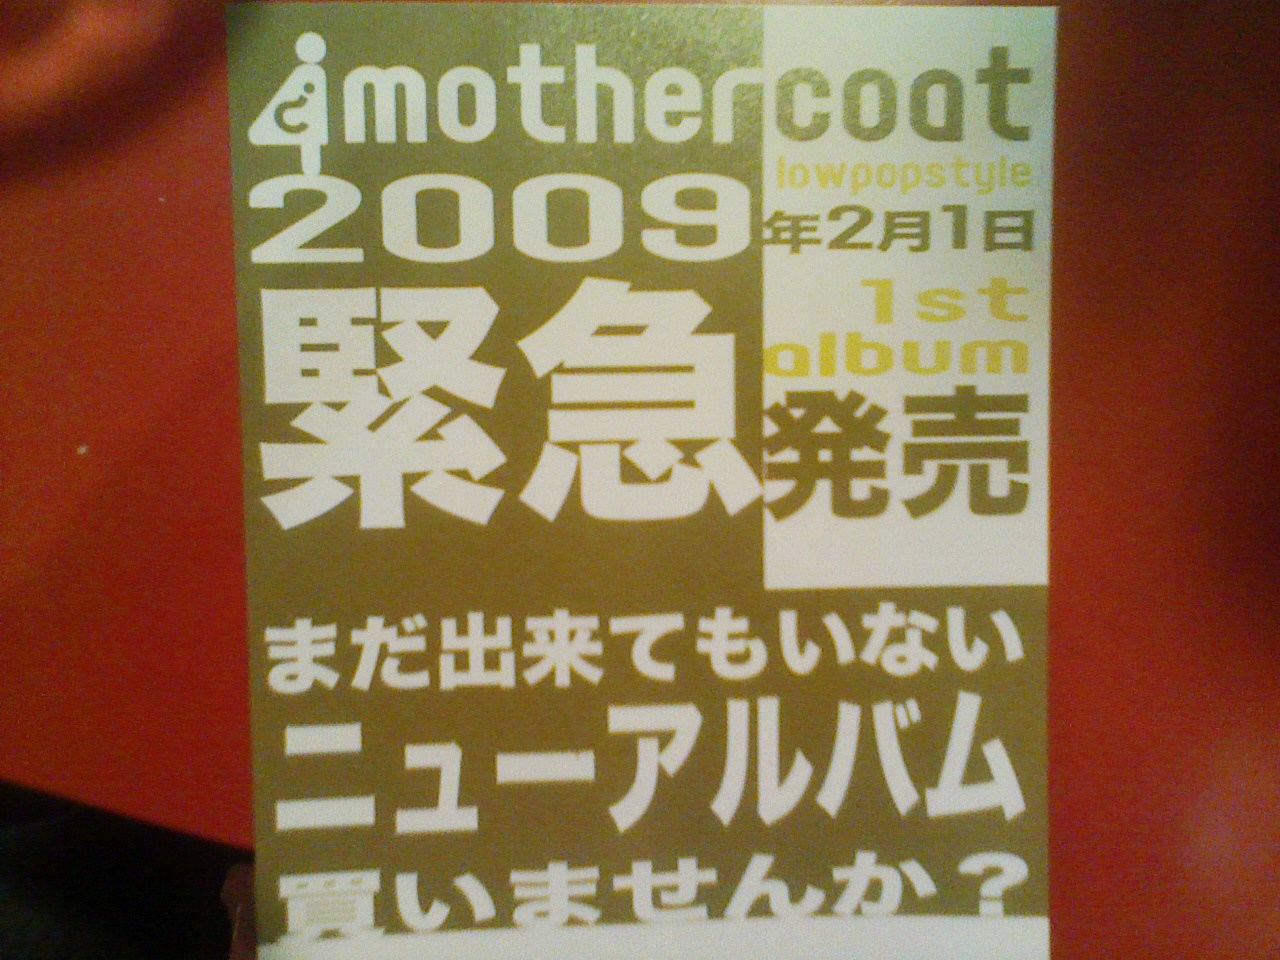 mothercoat
lowpopstyle
2009年2月1日
1st
album
緊急発売
まだ出来てもいない
ニューアルバム
買いませんか?